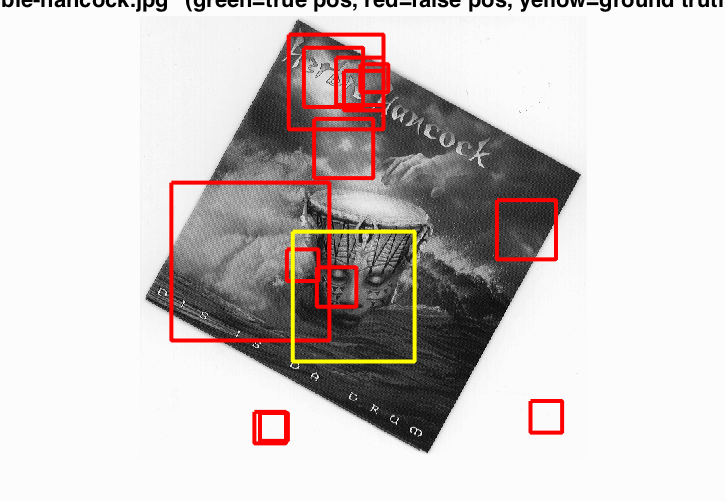 ble-hancock.jpg" (green=true pos, red=false pos, yellow=ground truth
Hancock
DIS IS DA DRUM